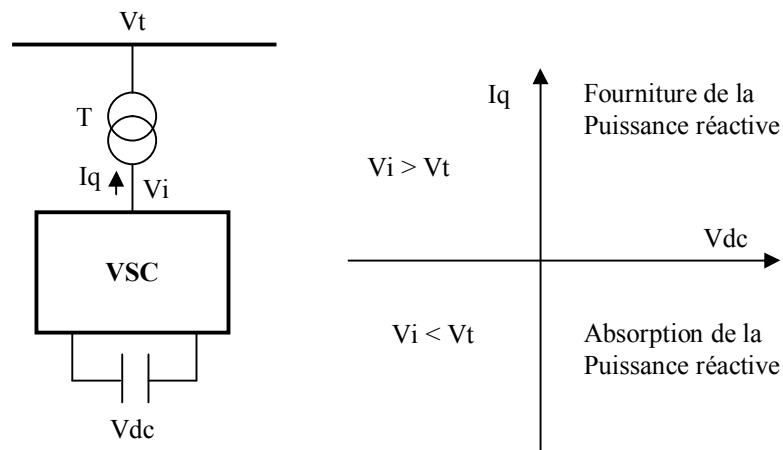 Vt
T
Iq
Vi
VSC
Vdc
Iq
Fourniture de la
Puissance réactive
Vi > Vt
Vdc
Vi < Vt
Absorption de la
Puissance réactive